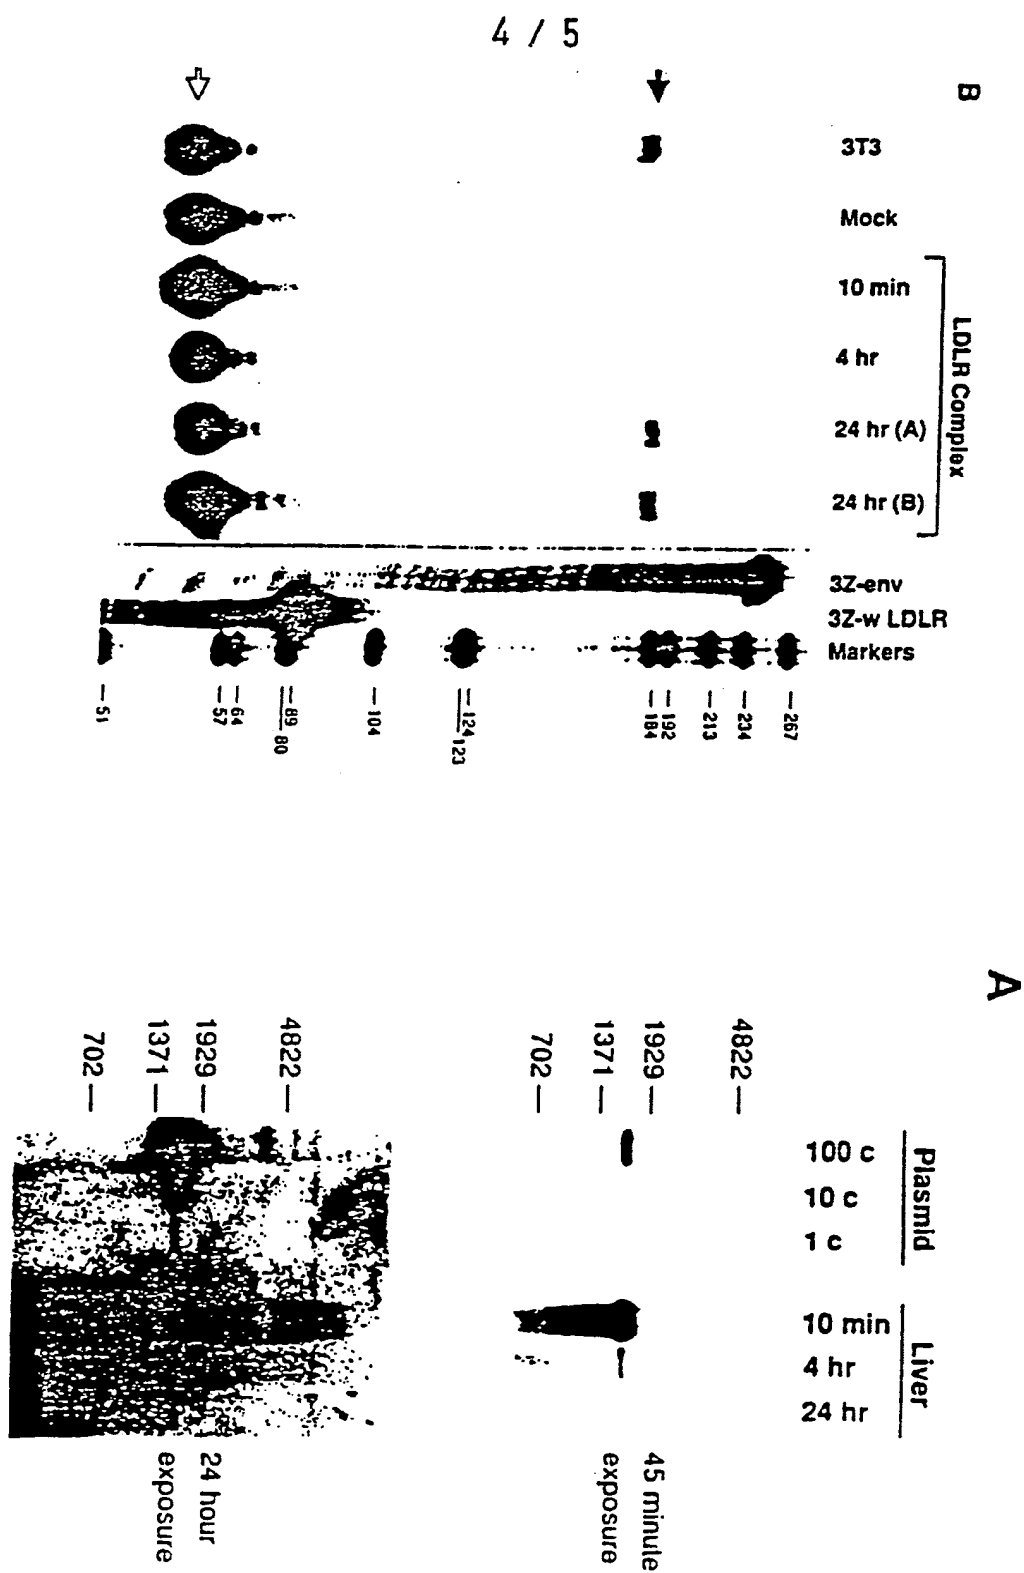 4 / 5
B
3T3
Mock
10 min
4 hr
24 hr (A)
24 hr (B)
LDLR Complex
3Z-env
3Z-w LDLR
Markers
51
57
64
89
80
104
124
123
184
192
213
234
267
A
702
1371
1929
4822
702
1371
1929
4822
Plasmid
100 c
10 c
1 c
Liver
10 min
4 hr
24 hr
24 hour
exposure
45 minute
exposure